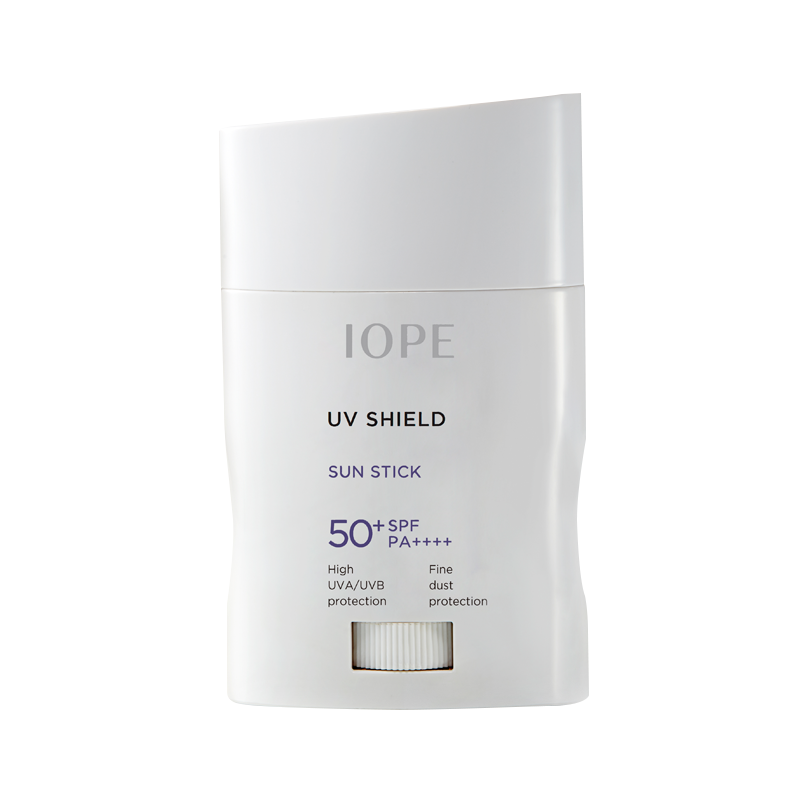 IOPE
UV SHIELD
SUN STICK
50+ SPF
PA++++
High
UVA/UVB
protection
Fine
dust
protection